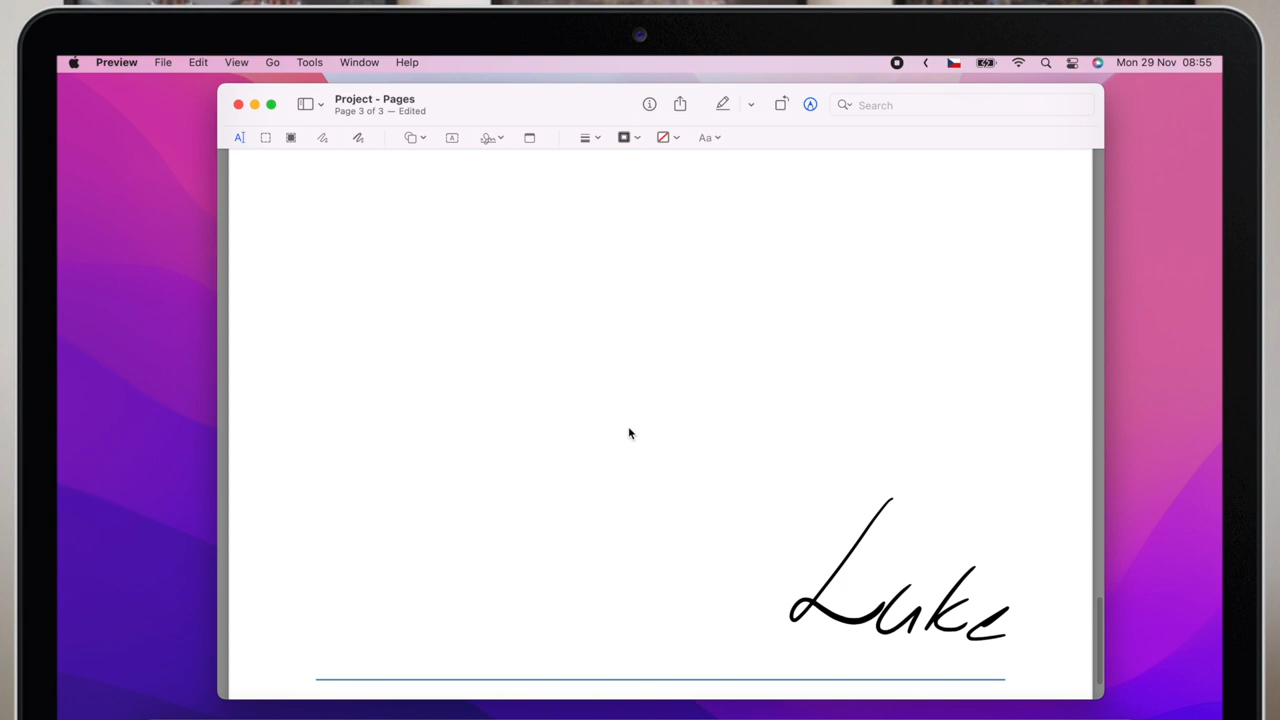 Preview File Edit View Go Tools Window Help Mon 29 Nov 08:55
Project - Pages
Page 3 of 3 — Edited
Search
A
A
Aa
Luke